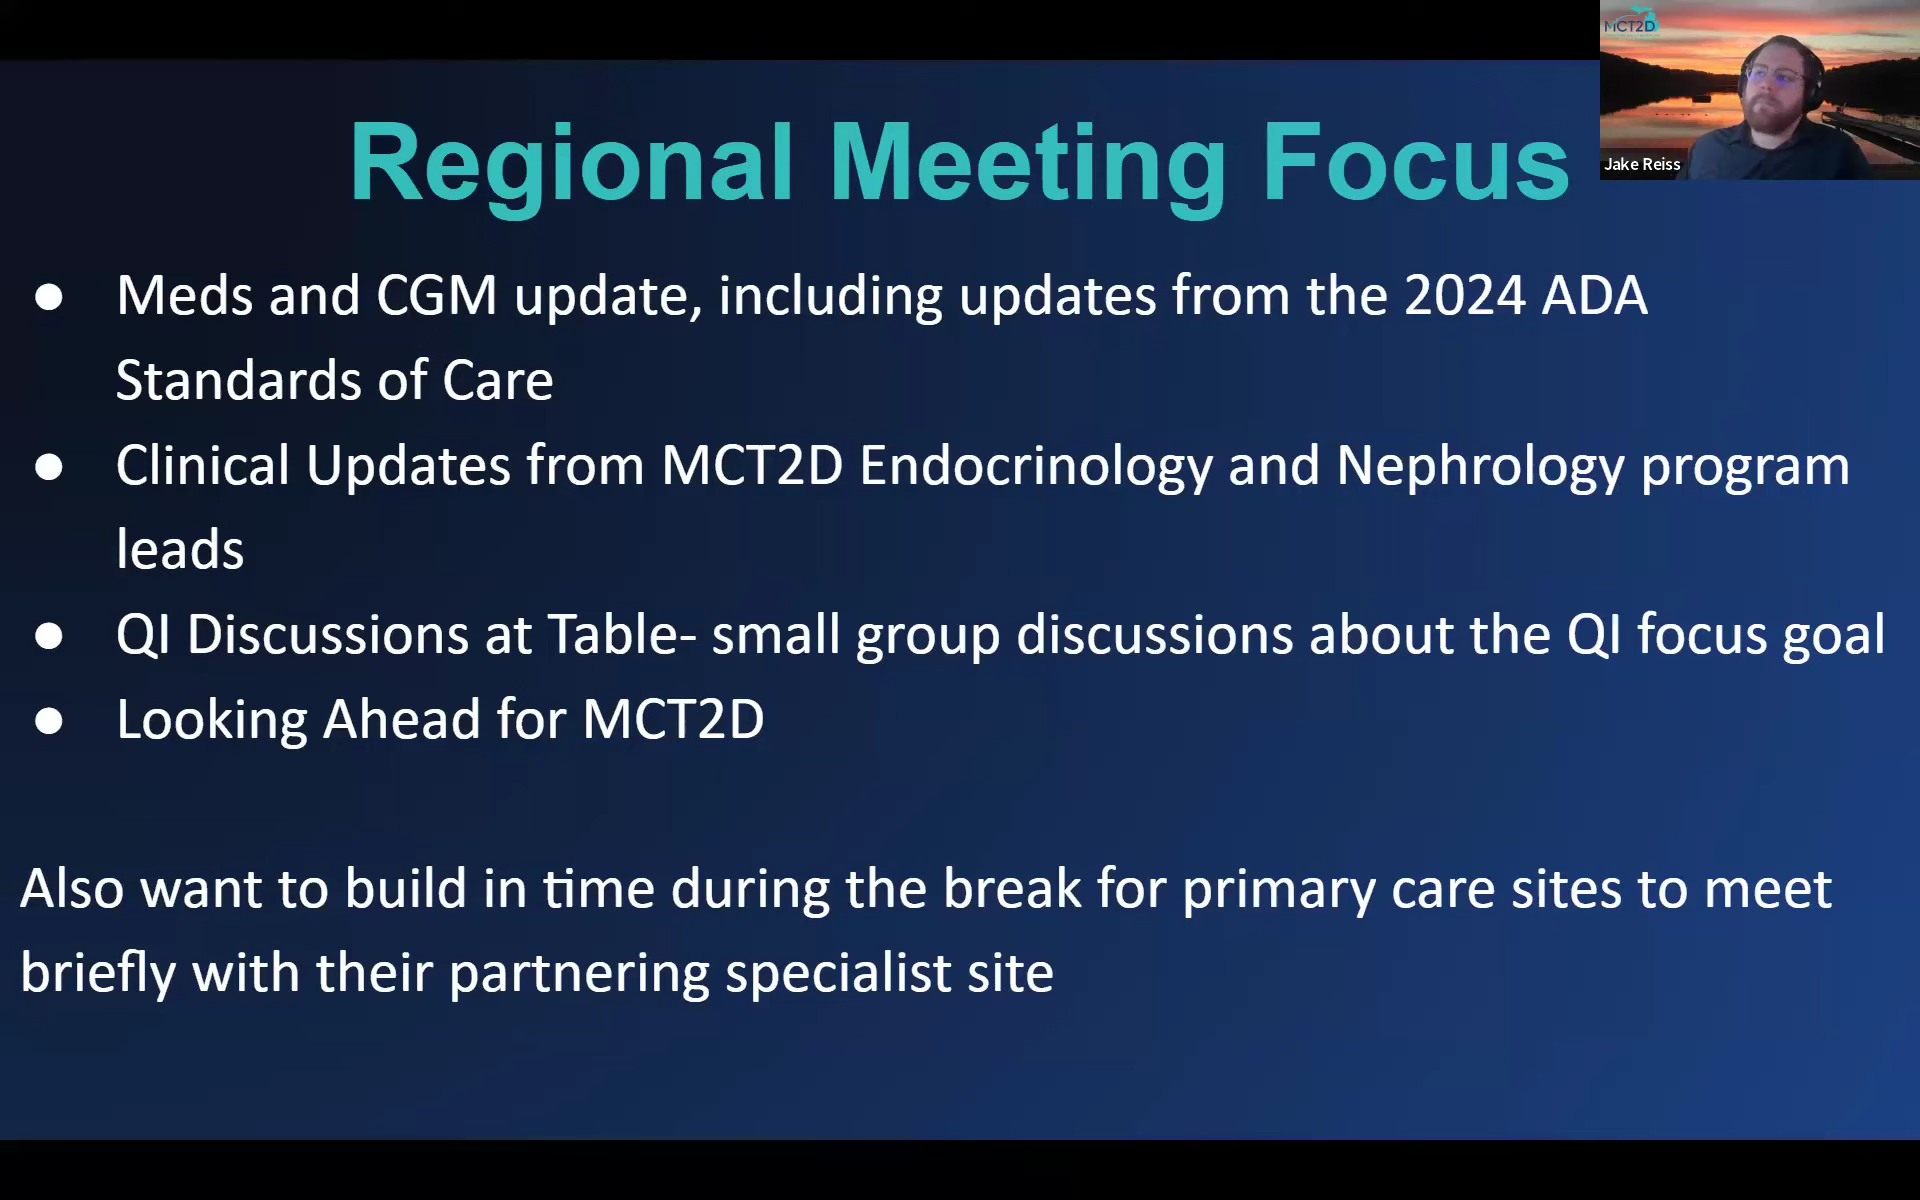 MCT2D
Jake Reiss
Regional Meeting Focus
● Meds and CGM update, including updates from the 2024 ADA
Standards of Care
● Clinical Updates from MCT2D Endocrinology and Nephrology program
leads
● QI Discussions at Table- small group discussions about the QI focus goal
● Looking Ahead for MCT2D
Also want to build in time during the break for primary care sites to meet
briefly with their partnering specialist site